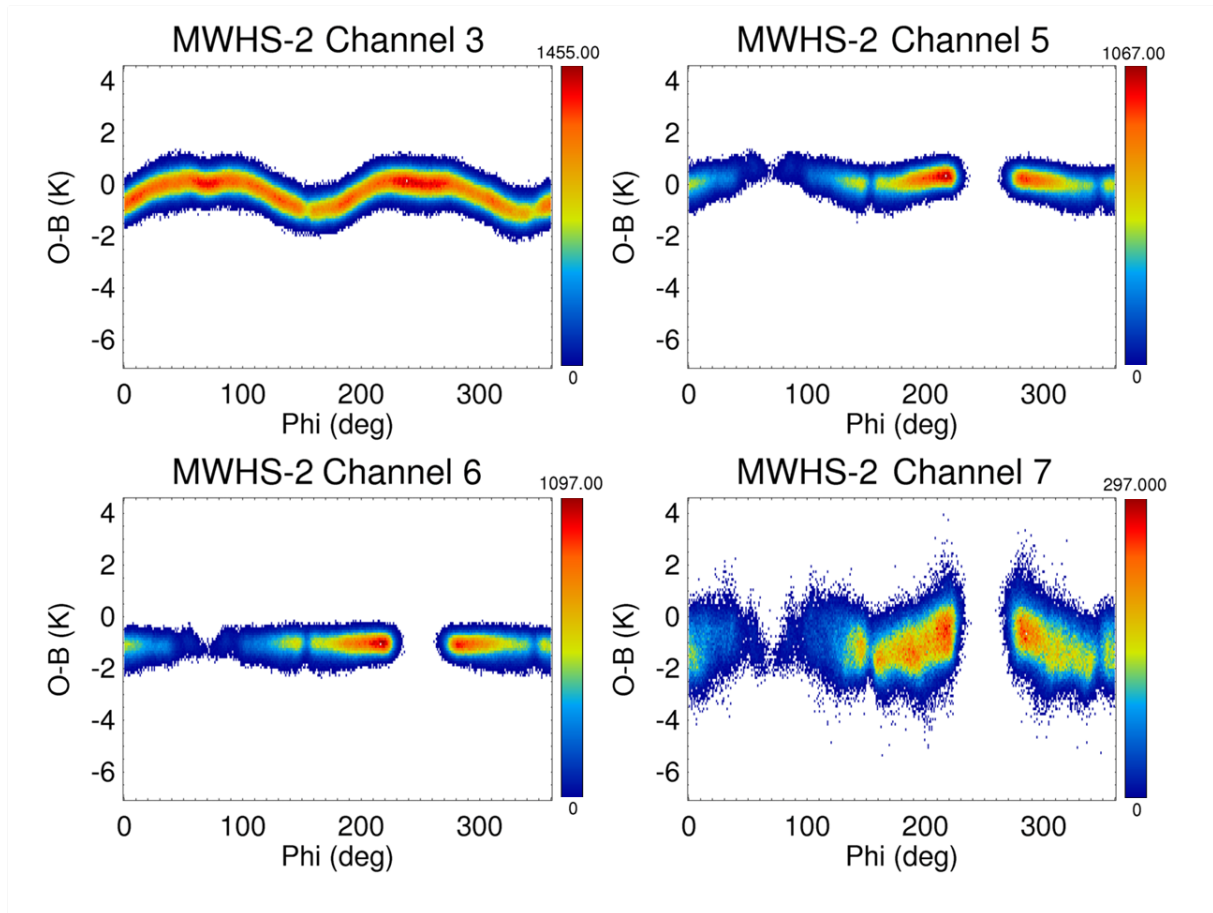 MWHS-2 Channel 3
1455.00
4
2
0
-2
-4
-6
O-B (K)
0
0 100 200 300
Phi (deg)
MWHS-2 Channel 5
1067.00
4
2
0
-2
-4
-6
O-B (K)
0
0 100 200 300
Phi (deg)
MWHS-2 Channel 6
1097.00
4
2
0
-2
-4
-6
O-B (K)
0
0 100 200 300
Phi (deg)
MWHS-2 Channel 7
297.000
4
2
0
-2
-4
-6
O-B (K)
0
0 100 200 300
Phi (deg)